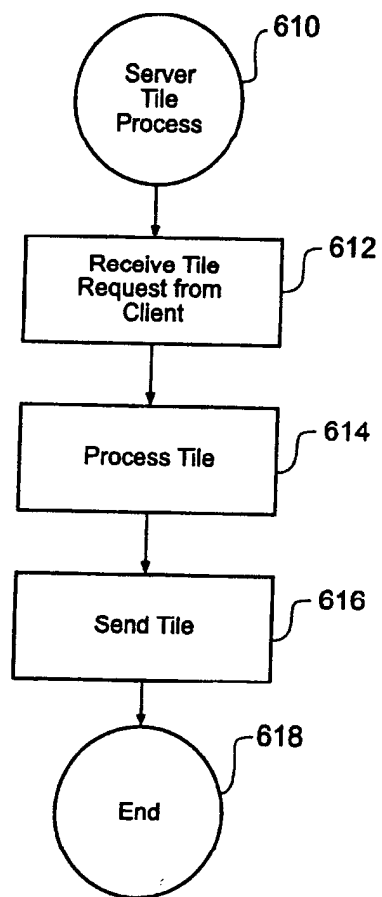 610
Server
Tile
Process
612
Receive Tile
Request from
Client
614
Process Tile
616
Send Tile
618
End